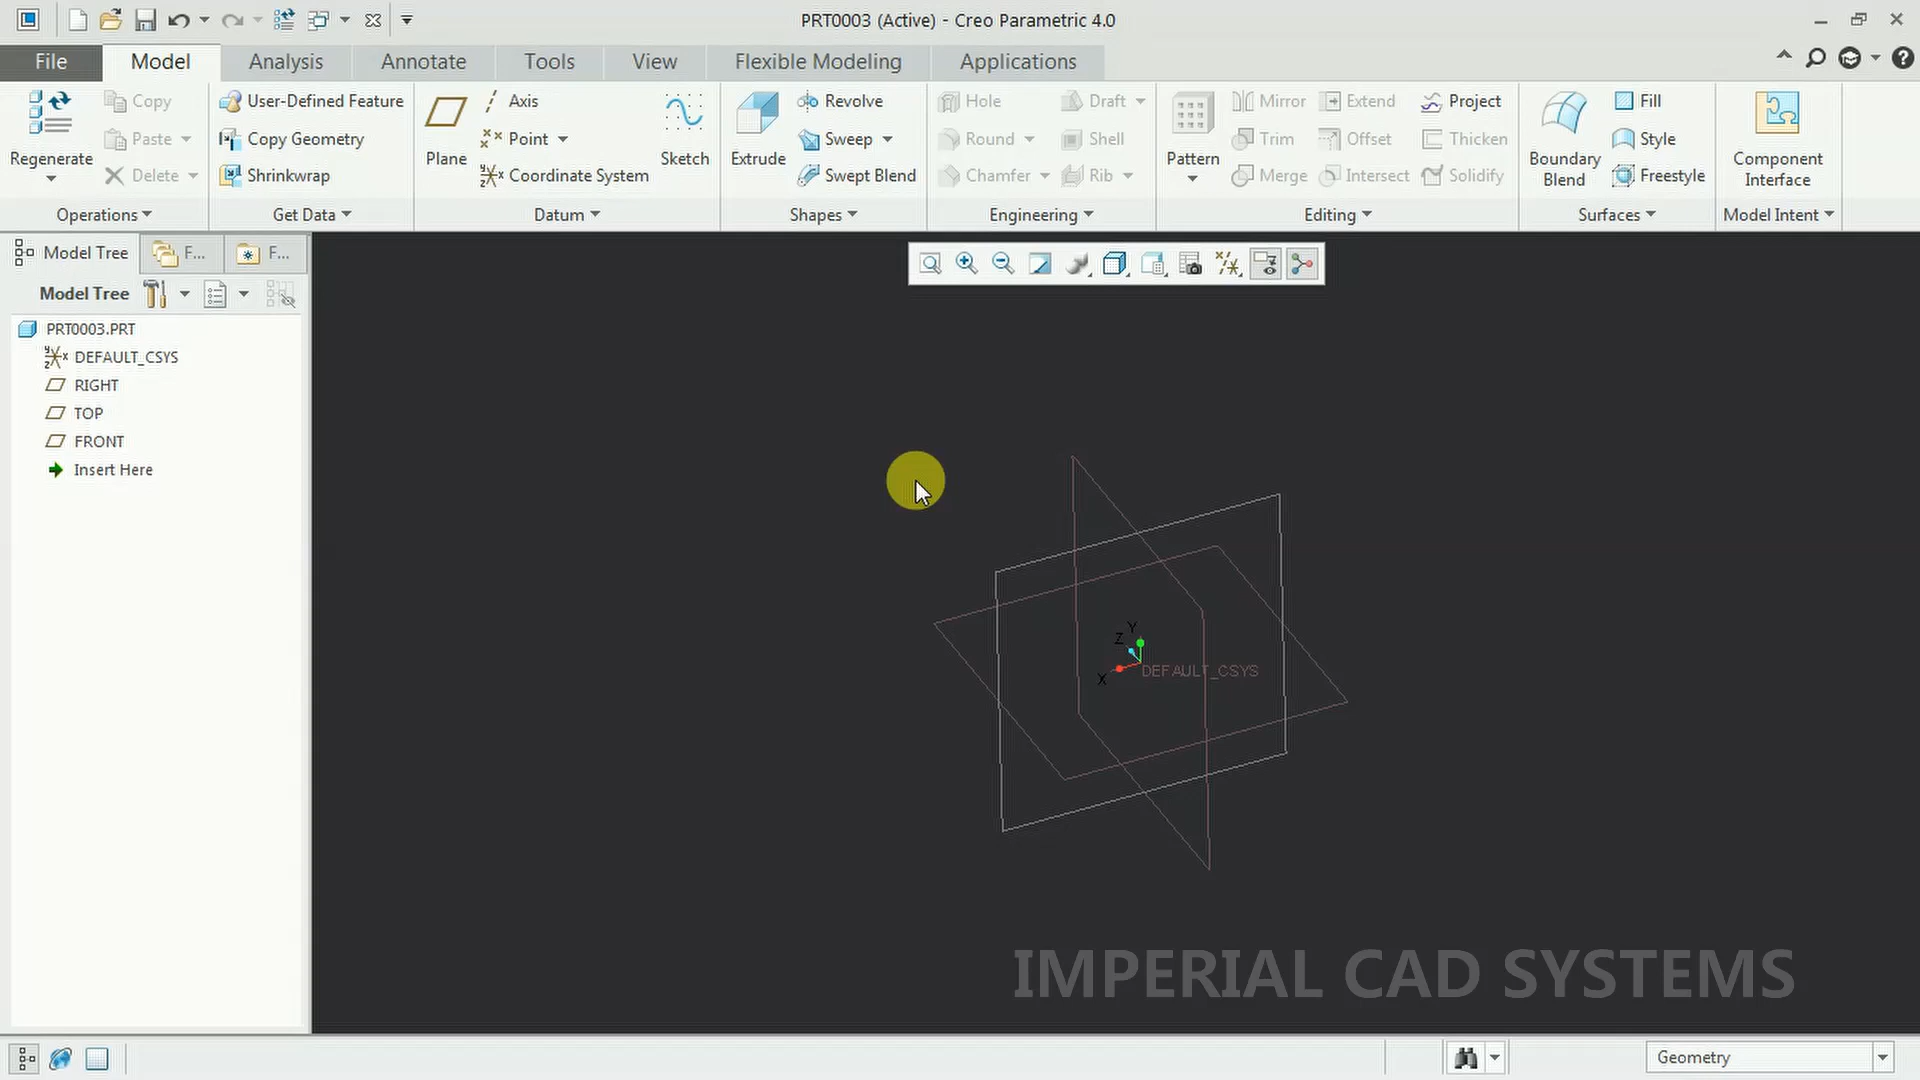 PRT0003 (Active) - Creo Parametric 4.0
File Model Analysis Annotate Tools View Flexible Modeling Applications
Regenerate
Copy
Paste
Delete
Operations
User-Defined Feature
Copy Geometry
Shrinkwrap
Get Data
Plane
Axis
Point
Coordinate System
Sketch
Datum
Extrude
Revolve
Sweep
Swept Blend
Shapes
Hole Draft
Round Shell
Chamfer Rib
Engineering
Pattern
Mirror Extend Project
Trim Offset Thicken
Merge Intersect Solidify
Editing
Boundary
Blend
Fill
Style
Freestyle
Surfaces
Component
Interface
Model Intent
Model Tree F... F...
Model Tree
PRT0003.PRT
DEFAULT_CSYS
RIGHT
TOP
FRONT
Insert Here
Y
Z
X
DEFAULT_CSYS
IMPERIAL CAD SYSTEMS
Geometry